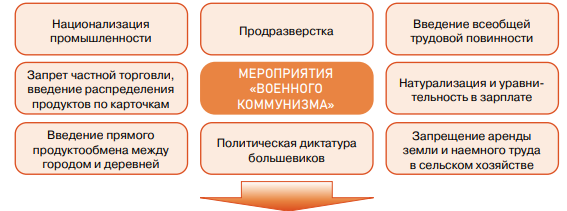 Национализация
промышленности
Продразверстка
Введение всеобщей
трудовой повинности
Запрет частной торговли,
введение распределения
продуктов по карточкам
МЕРОПРИЯТИЯ
«ВОЕННОГО
КОММУНИЗМА»
Натурализация и уравни-
тельность в зарплате
Введение прямого
продуктообмена между
городом и деревней
Политическая диктатура
большевиков
Запрещение аренды
земли и наемного труда
в сельском хозяйстве